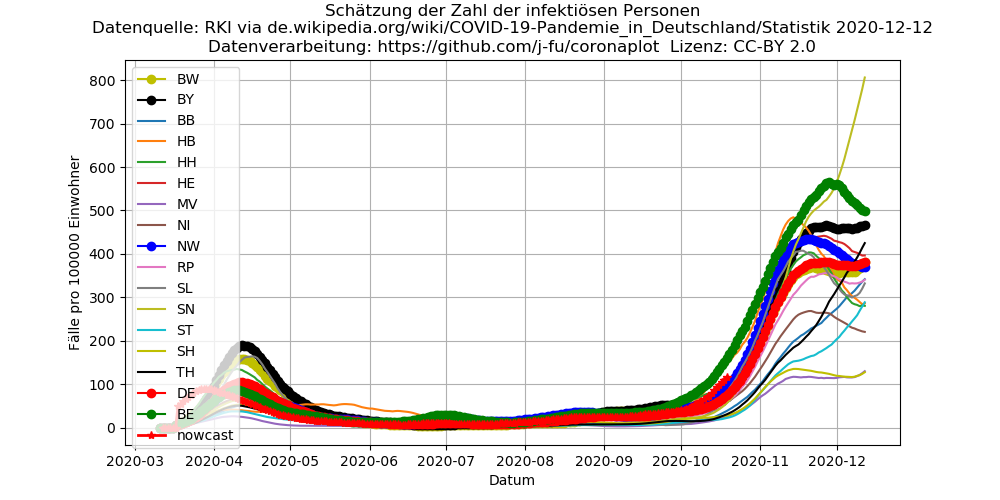 Schätzung der Zahl der infektiösen Personen
Datenquelle: RKI via de.wikipedia.org/wiki/COVID-19-Pandemie_in_Deutschland/Statistik 2020-12-12
Datenverarbeitung: https://github.com/j-fu/coronaplot  Lizenz: CC-BY 2.0
Fälle pro 100000 Einwohner
800
700
600
500
400
300
200
100
0
BW
BY
BB
HB
HH
HE
MV
NI
NW
RP
SL
SN
ST
SH
TH
DE
BE
nowcast
2020-03 2020-04 2020-05 2020-06 2020-07 2020-08 2020-09 2020-10 2020-11 2020-12
Datum